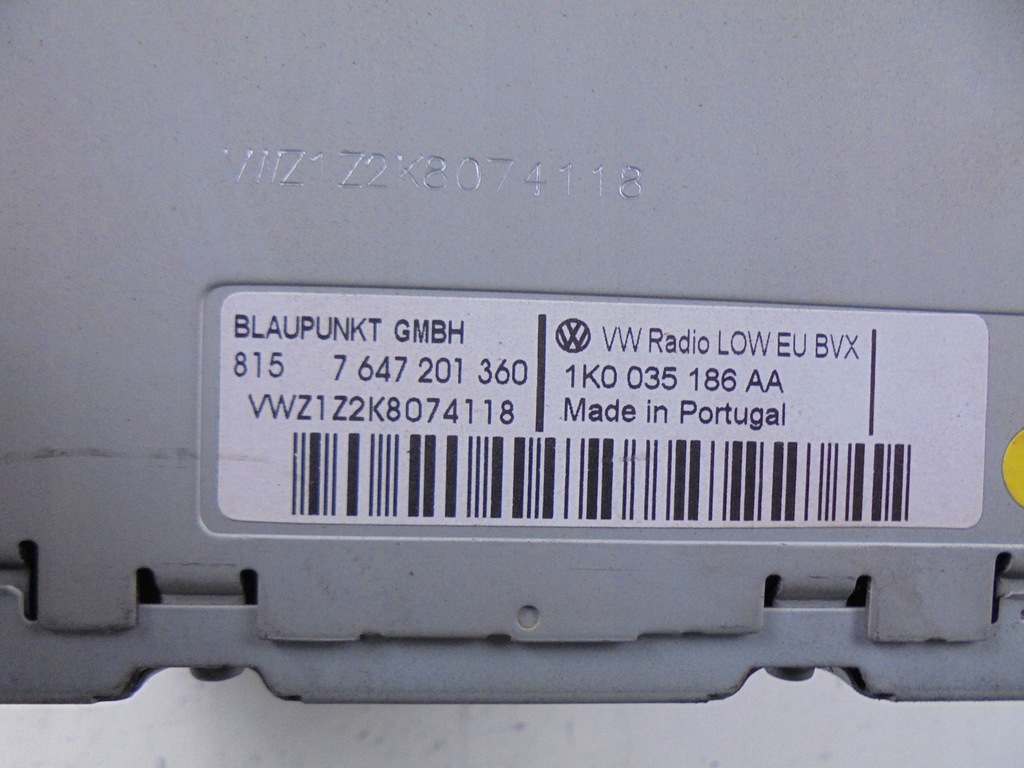 VWZ1Z2K8074118
BLAUPUNKT GMBH
815 7 647 201 360
VWZ1Z2K8074118
VW Radio LOW EU BVX
1K0 035 186 AA
Made in Portugal